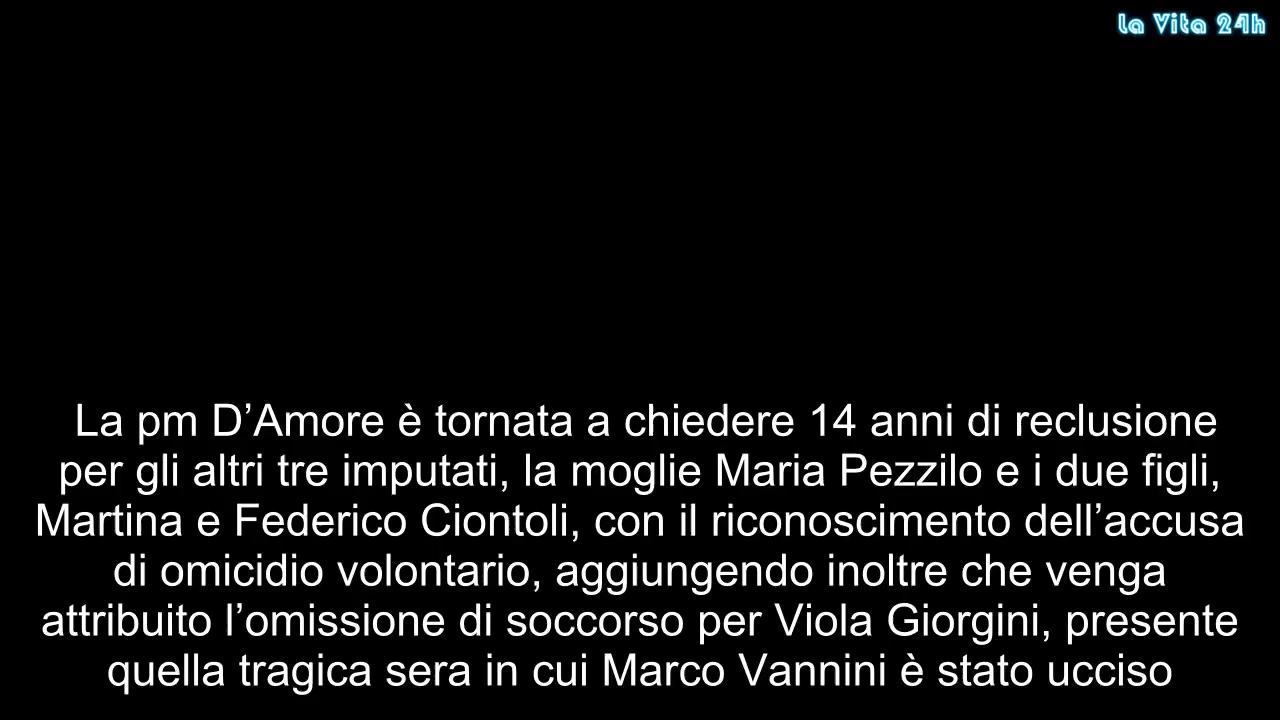 La Vita 24h
La pm D’Amore è tornata a chiedere 14 anni di reclusione
per gli altri tre imputati, la moglie Maria Pezzilo e i due figli,
Martina e Federico Ciontoli, con il riconoscimento dell’accusa
di omicidio volontario, aggiungendo inoltre che venga
attribuito l’omissione di soccorso per Viola Giorgini, presente
quella tragica sera in cui Marco Vannini è stato ucciso